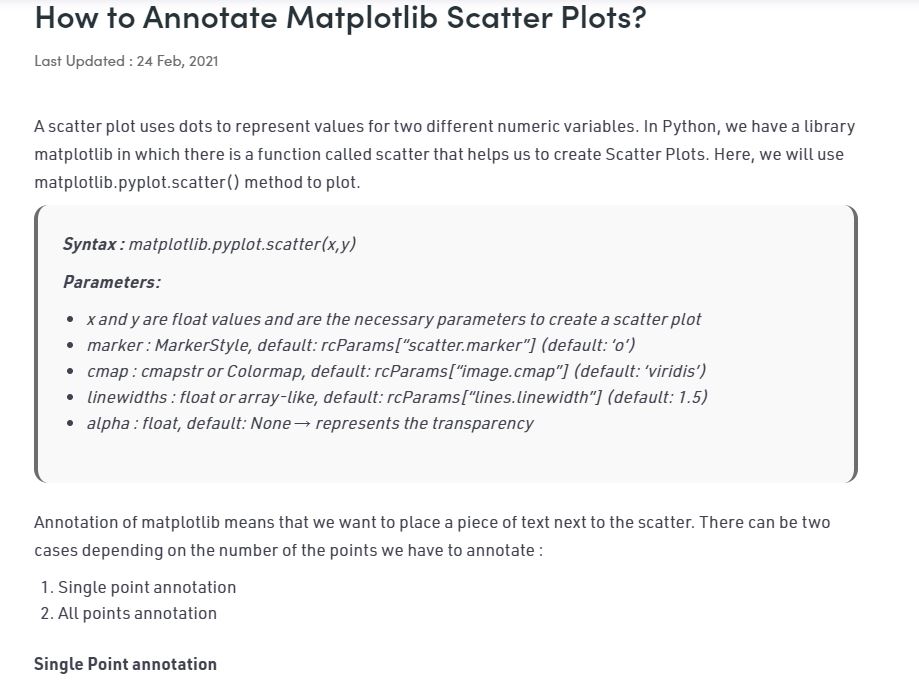 How to Annotate Matplotlib Scatter Plots?
Last Updated : 24 Feb, 2021
A scatter plot uses dots to represent values for two different numeric variables. In Python, we have a library
matplotlib in which there is a function called scatter that helps us to create Scatter Plots. Here, we will use
matplotlib.pyplot.scatter() method to plot.
Syntax : matplotlib.pyplot.scatter(x,y)
Parameters:
• x and y are float values and are the necessary parameters to create a scatter plot
• marker : MarkerStyle, default: rcParams[“scatter.marker”] (default: ‘o’)
• cmap : cmapstr or Colormap, default: rcParams[“image.cmap”] (default: ‘viridis’)
• linewidths : float or array-like, default: rcParams[“lines.linewidth”] (default: 1.5)
• alpha : float, default: None → represents the transparency
Annotation of matplotlib means that we want to place a piece of text next to the scatter. There can be two
cases depending on the number of the points we have to annotate :
1. Single point annotation
2. All points annotation
Single Point annotation